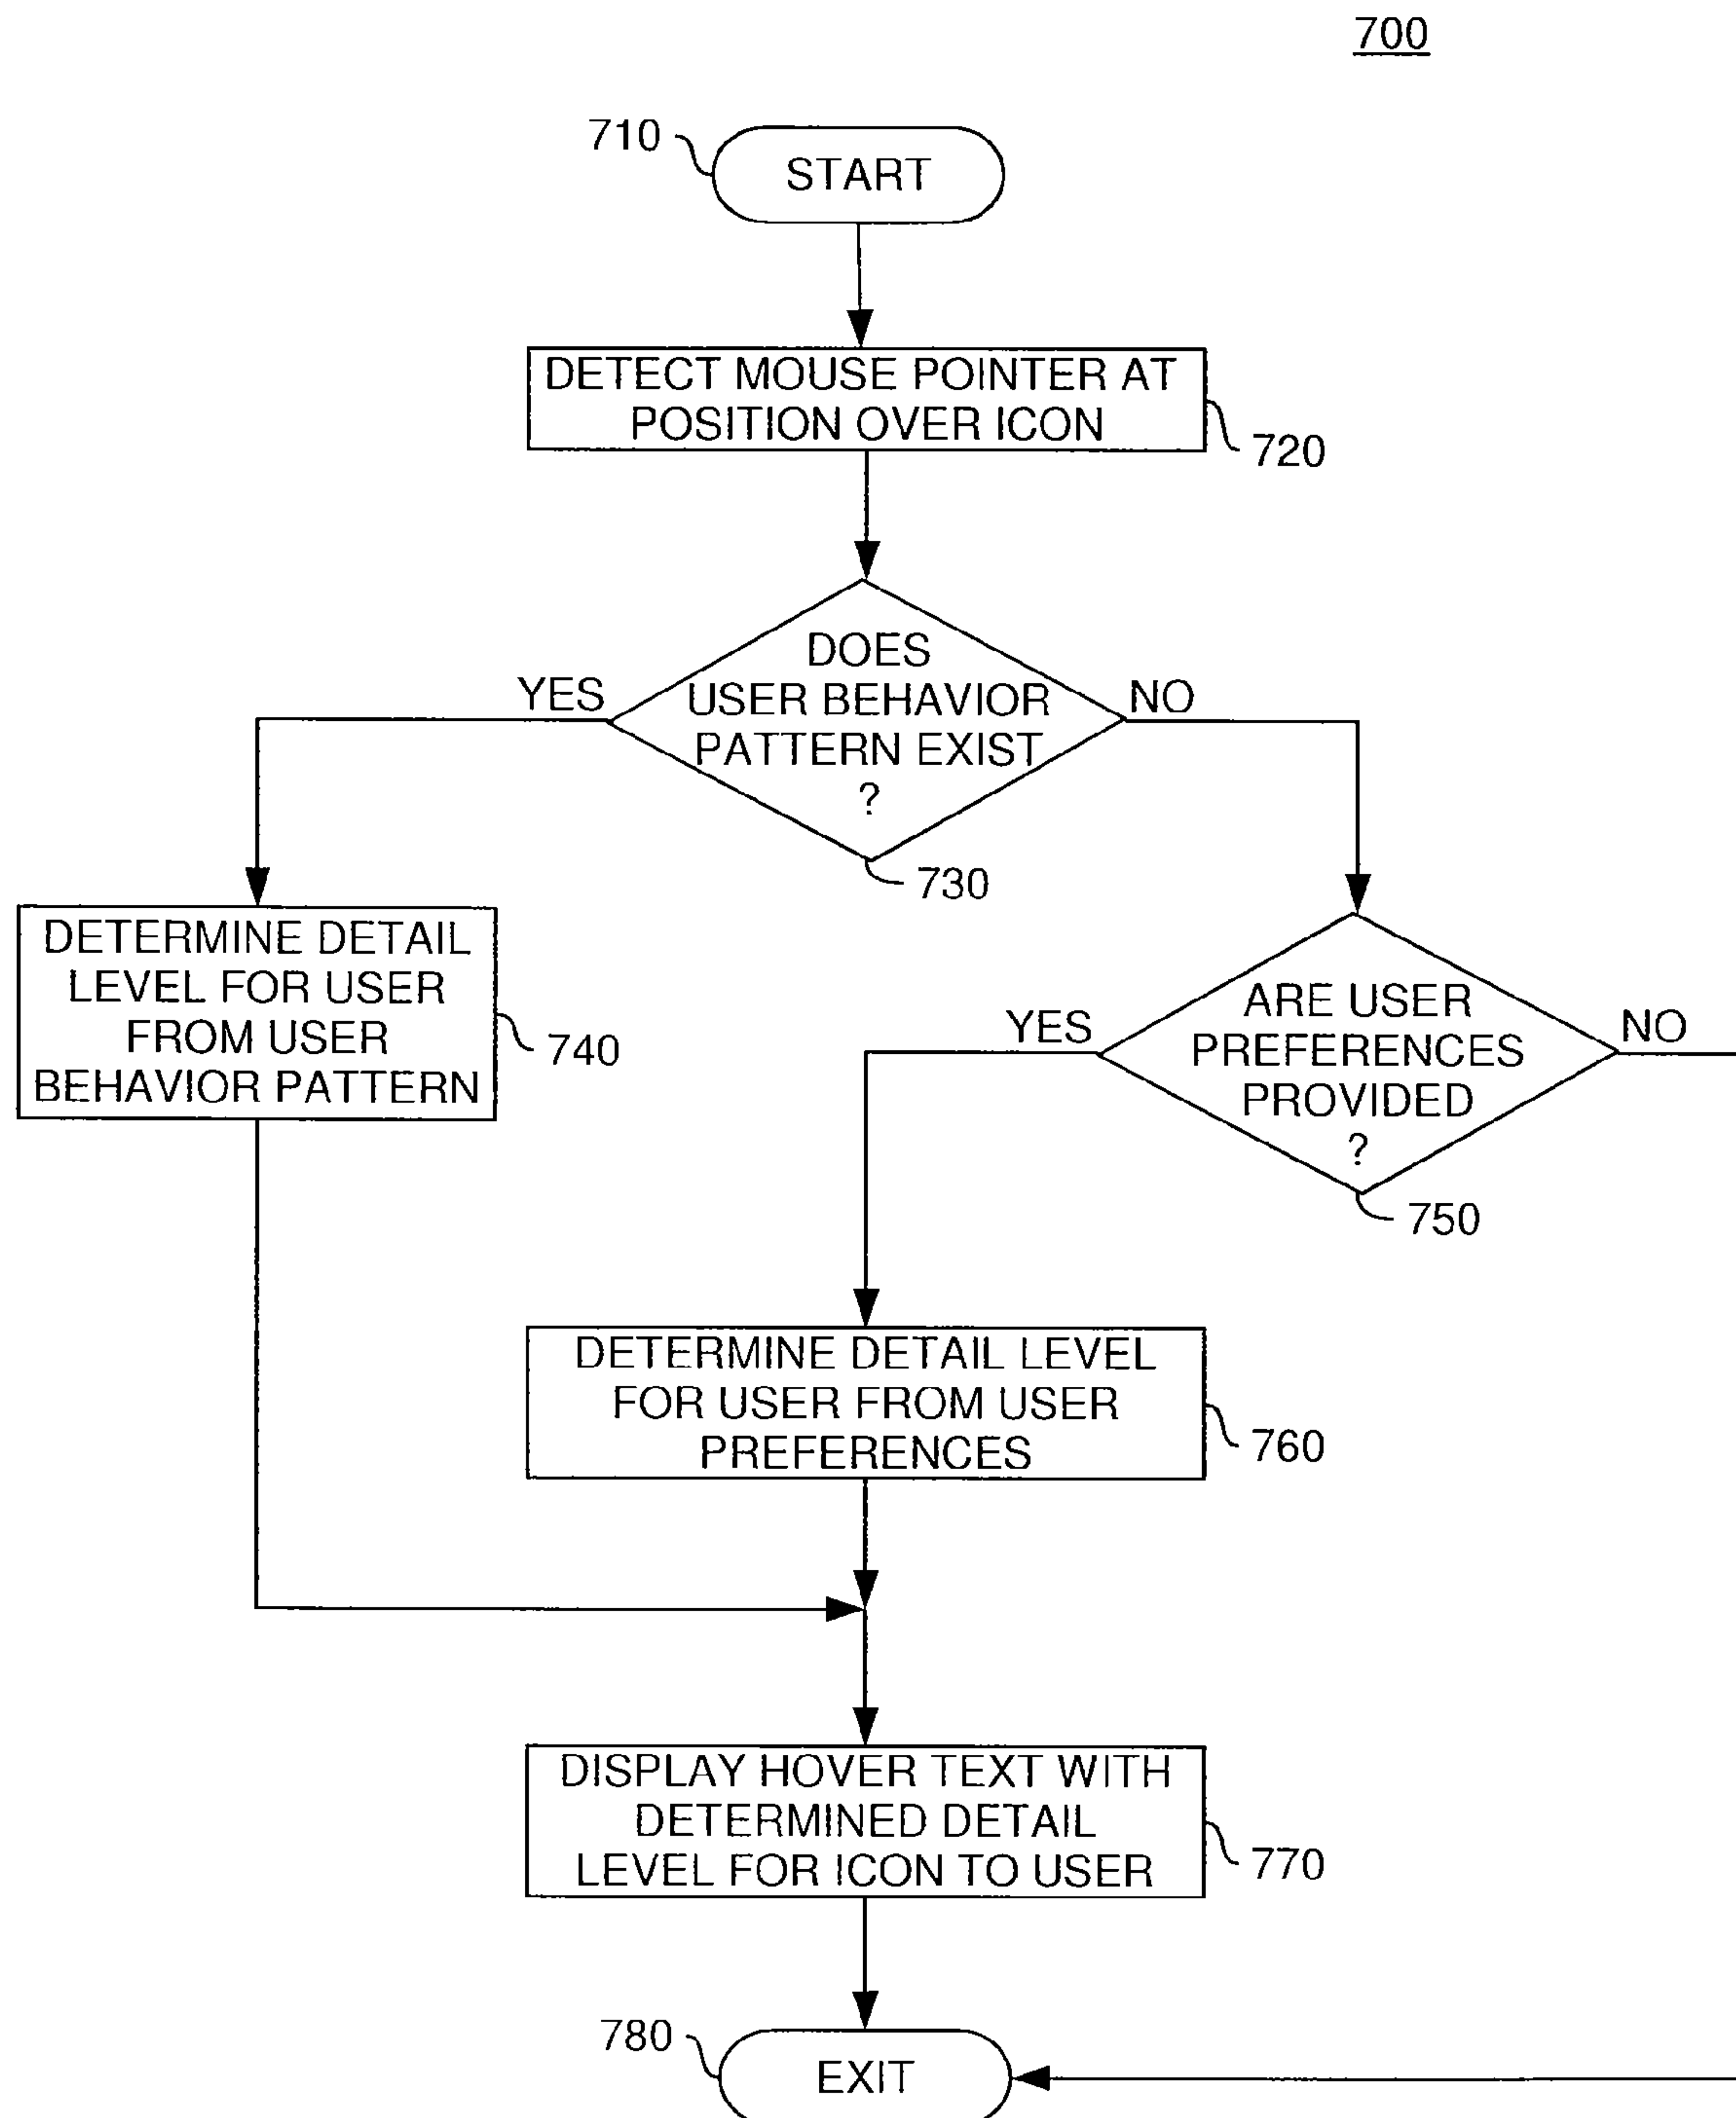 700
710
START
DETECT MOUSE POINTER AT
POSITION OVER ICON
720
DOES
USER BEHAVIOR
PATTERN EXIST
?
YES
NO
730
DETERMINE DETAIL
LEVEL FOR USER
FROM USER
BEHAVIOR PATTERN
740
ARE USER
PREFERENCES
PROVIDED
?
YES
NO
750
DETERMINE DETAIL LEVEL
FOR USER FROM USER
PREFERENCES
760
DISPLAY HOVER TEXT WITH
DETERMINED DETAIL
LEVEL FOR ICON TO USER
770
780
EXIT